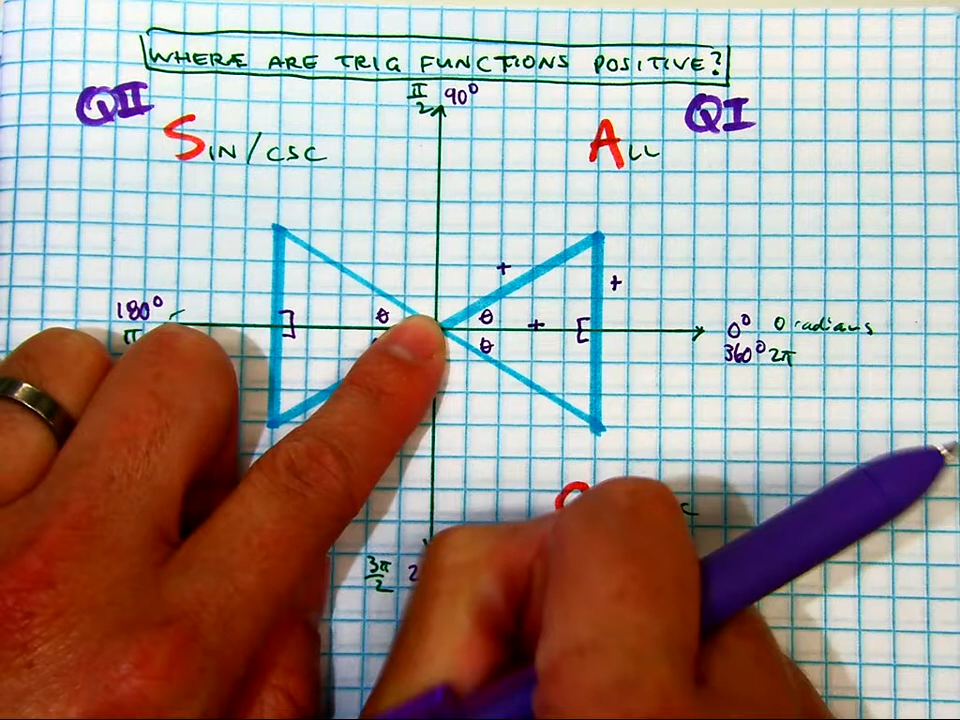 WHERE ARE TRIG FUNCTIONS POSITIVE?
π/2 90°
QII QI
SIN/CSC ALL
+ +
θ θ +
180° 0° 0 radians
π 360° 2π
θ
3π/2 2
C